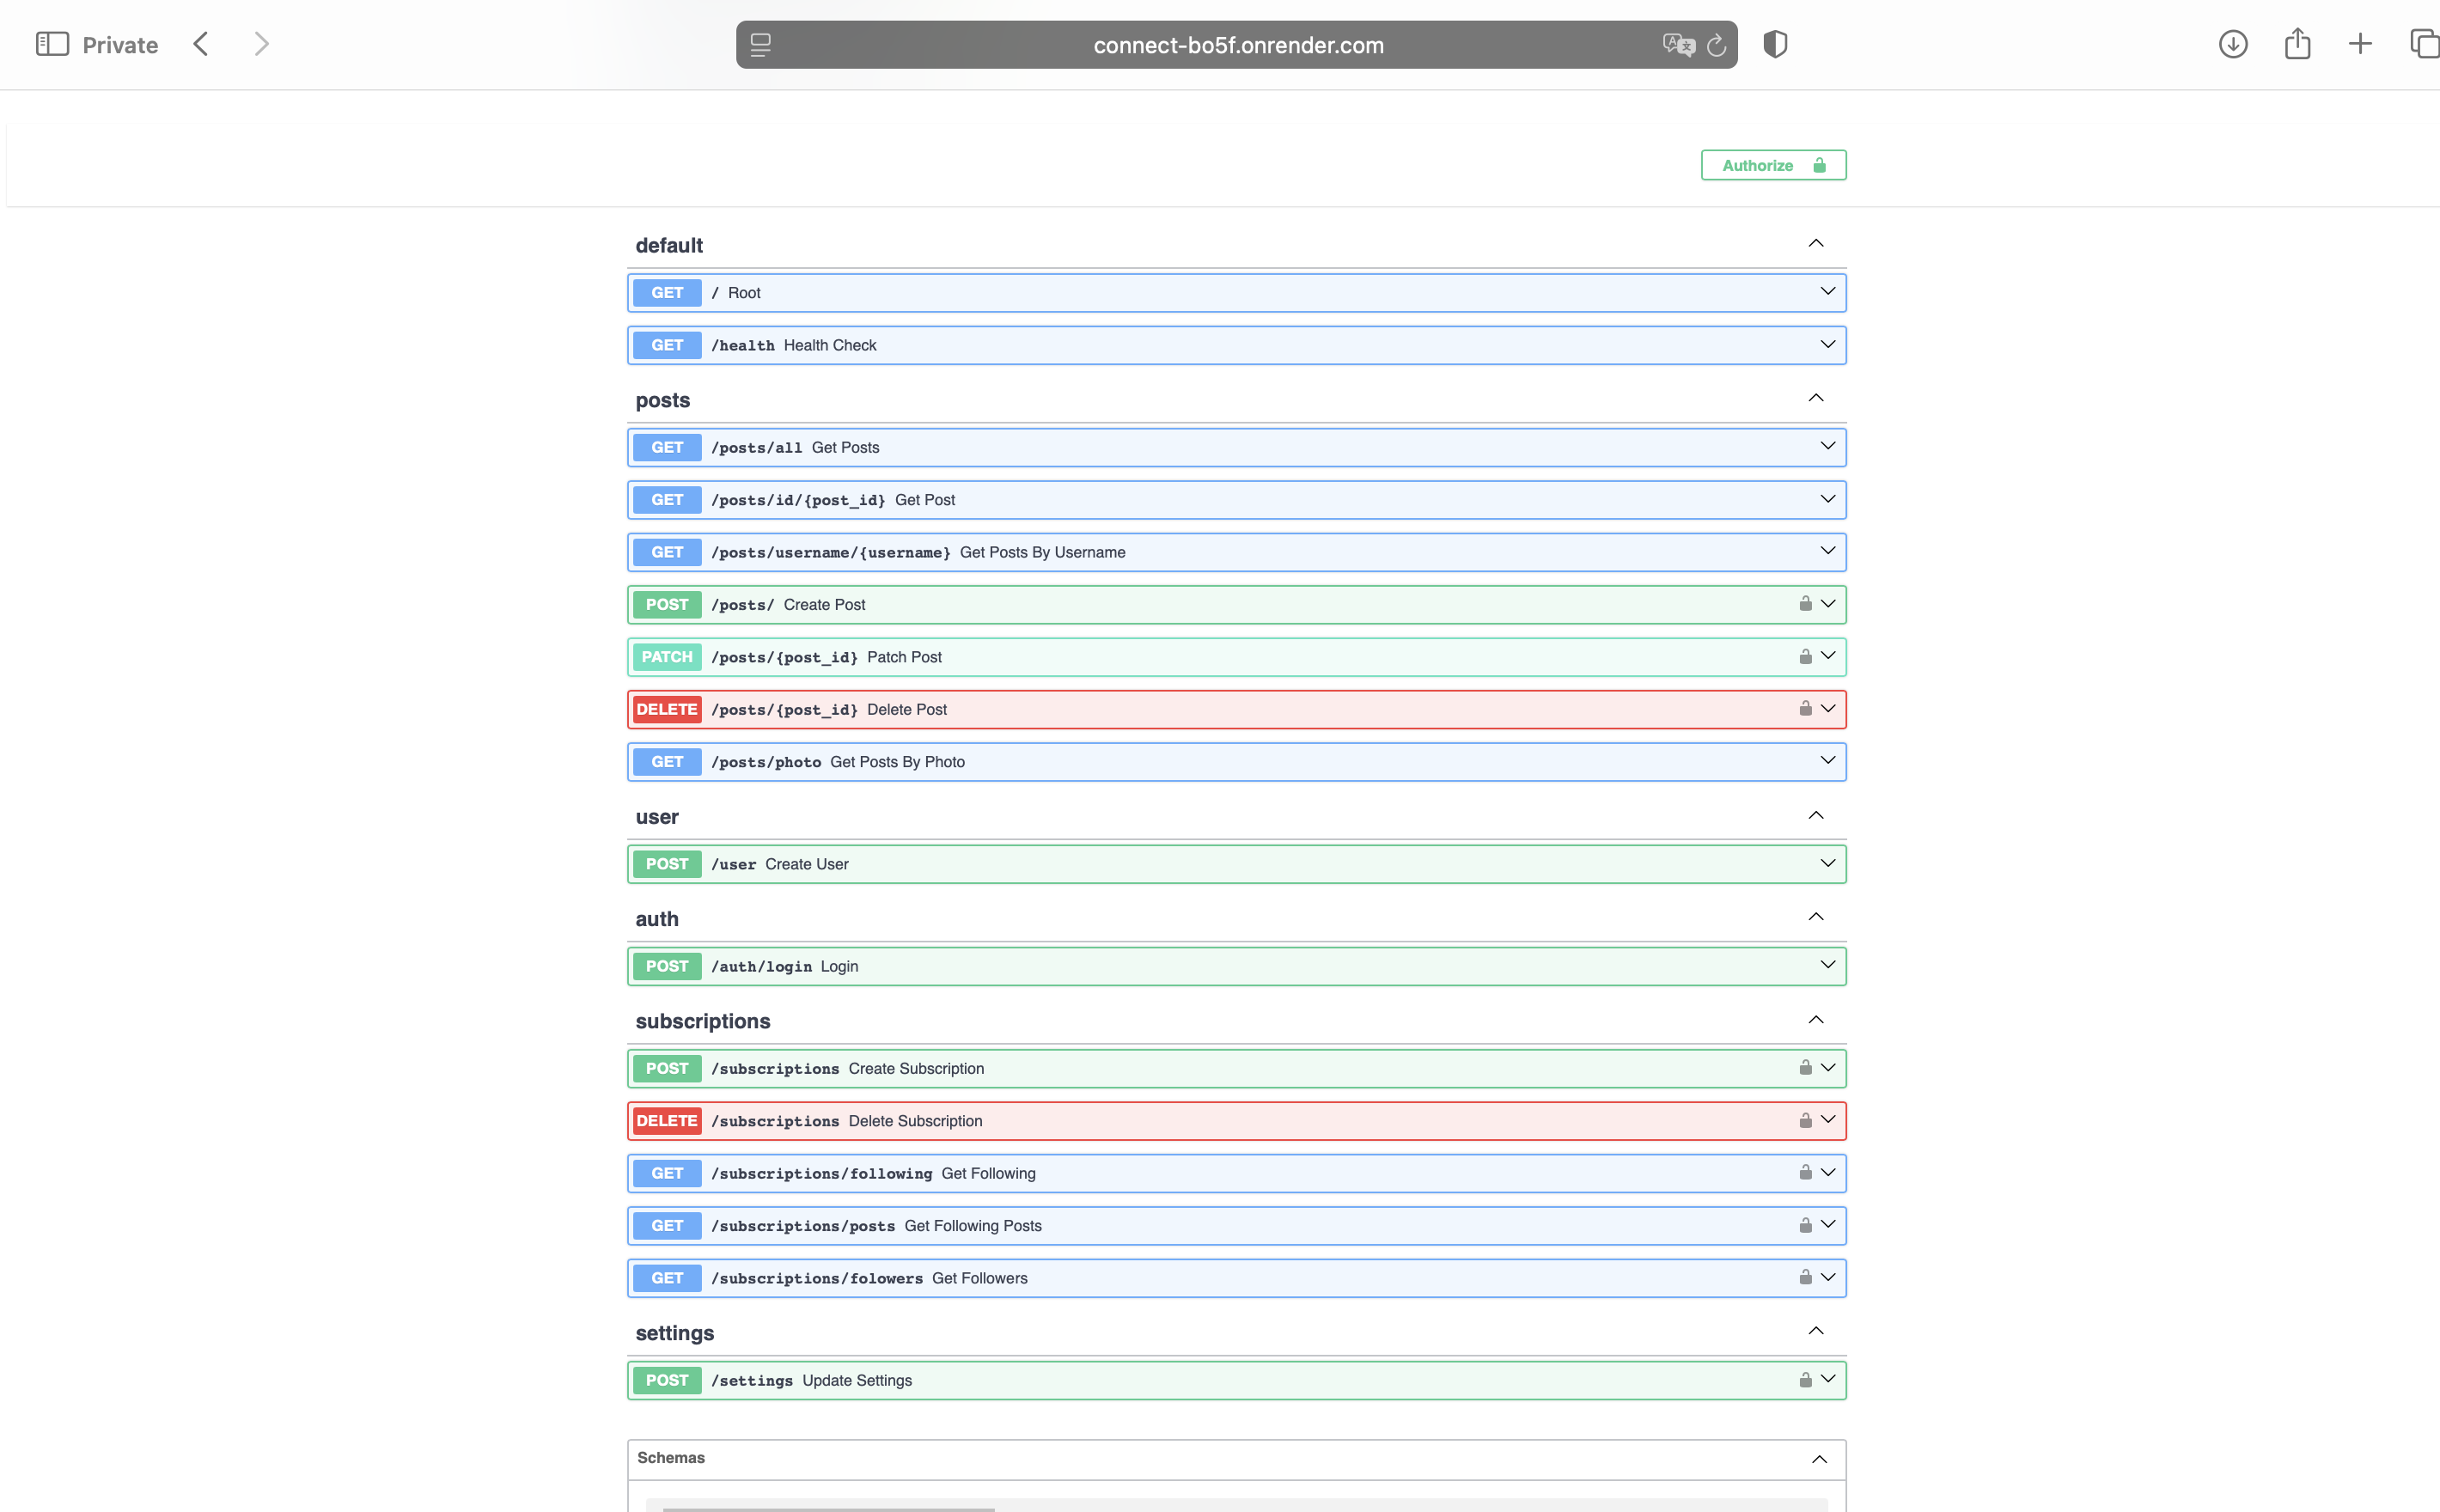 Private
connect-bo5f.onrender.com
Authorize
default
GET / Root
GET /health Health Check
posts
GET /posts/all Get Posts
GET /posts/id/{post_id} Get Post
GET /posts/username/{username} Get Posts By Username
POST /posts/ Create Post
PATCH /posts/{post_id} Patch Post
DELETE /posts/{post_id} Delete Post
GET /posts/photo Get Posts By Photo
user
POST /user Create User
auth
POST /auth/login Login
subscriptions
POST /subscriptions Create Subscription
DELETE /subscriptions Delete Subscription
GET /subscriptions/following Get Following
GET /subscriptions/posts Get Following Posts
GET /subscriptions/folowers Get Followers
settings
POST /settings Update Settings
Schemas